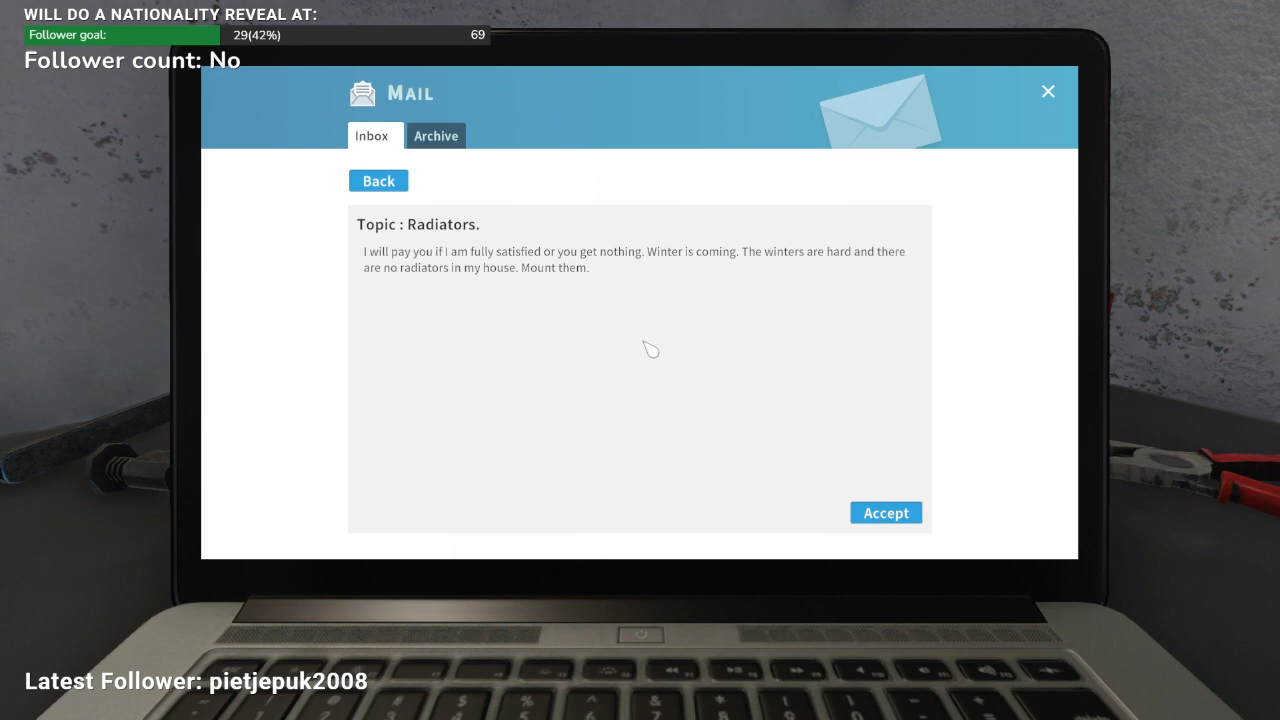 WILL DO A NATIONALITY REVEAL AT:
Follower goal: 29(42%) 69
Follower count: No
MAIL
Inbox Archive
Back
Topic : Radiators.
I will pay you if I am fully satisfied or you get nothing. Winter is coming. The winters are hard and there
are no radiators in my house. Mount them.
Accept
Latest Follower: pietjepuk2008